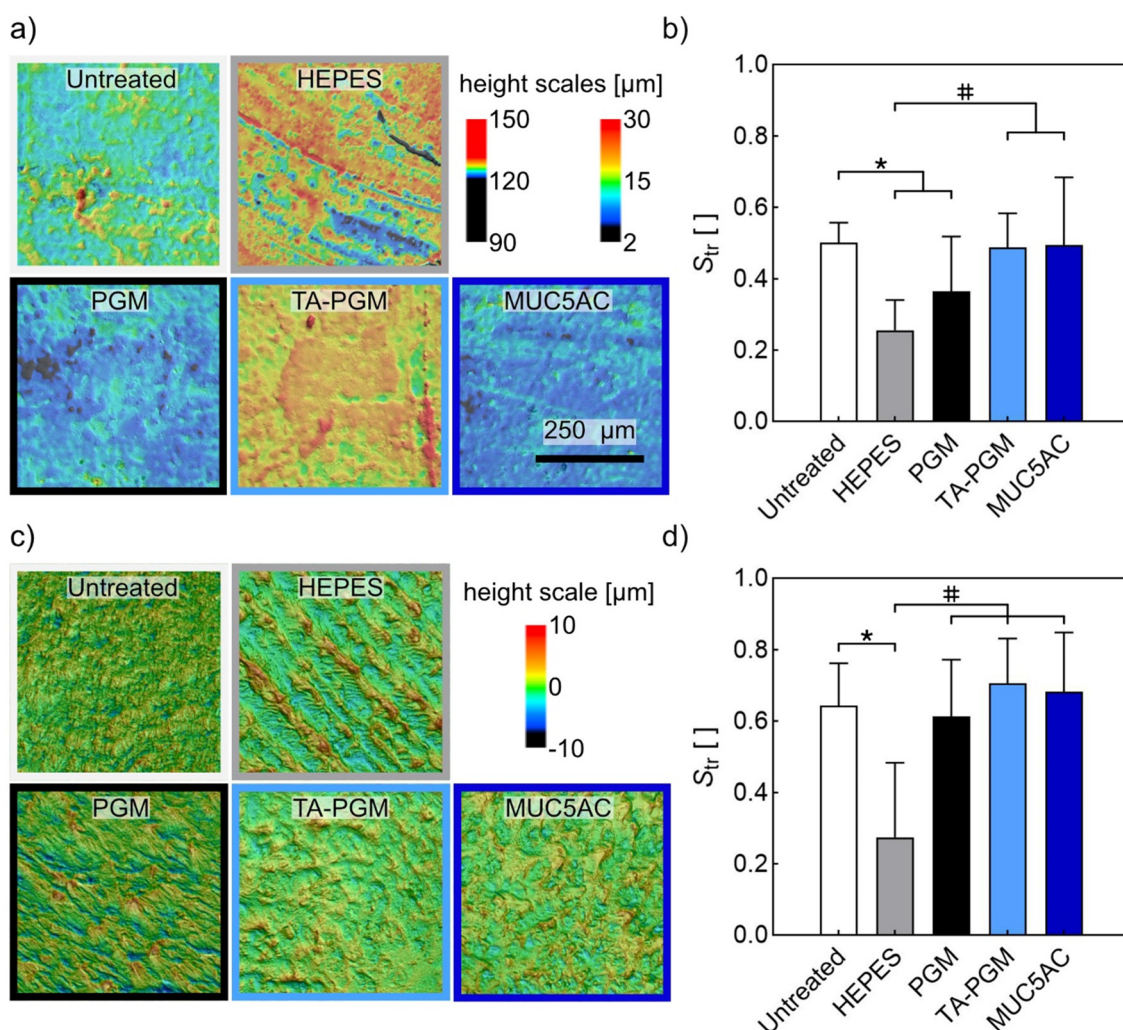 a)
Untreated
HEPES
height scales [µm]
150
120
90
30
15
2
PGM
TA-PGM
MUC5AC
250 µm
b)
1.0
0.8
0.6
0.4
0.2
0.0
Str [ ]
*
#
Untreated
HEPES
PGM
TA-PGM
MUC5AC
c)
Untreated
HEPES
height scale [µm]
10
0
-10
PGM
TA-PGM
MUC5AC
d)
1.0
0.8
0.6
0.4
0.2
0.0
Str [ ]
*
#
Untreated
HEPES
PGM
TA-PGM
MUC5AC